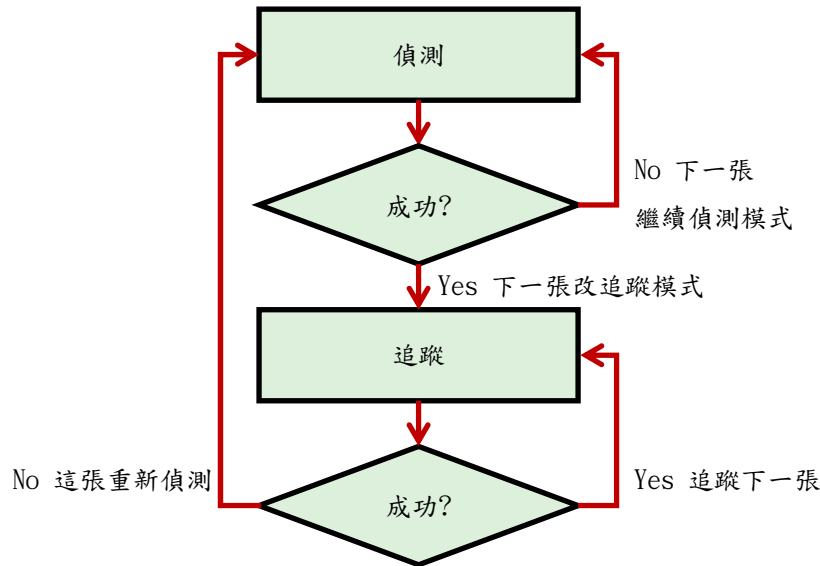 偵測
成功?
No 下一張
繼續偵測模式
Yes 下一張改追蹤模式
追蹤
No 這張重新偵測
成功?
Yes 追蹤下一張